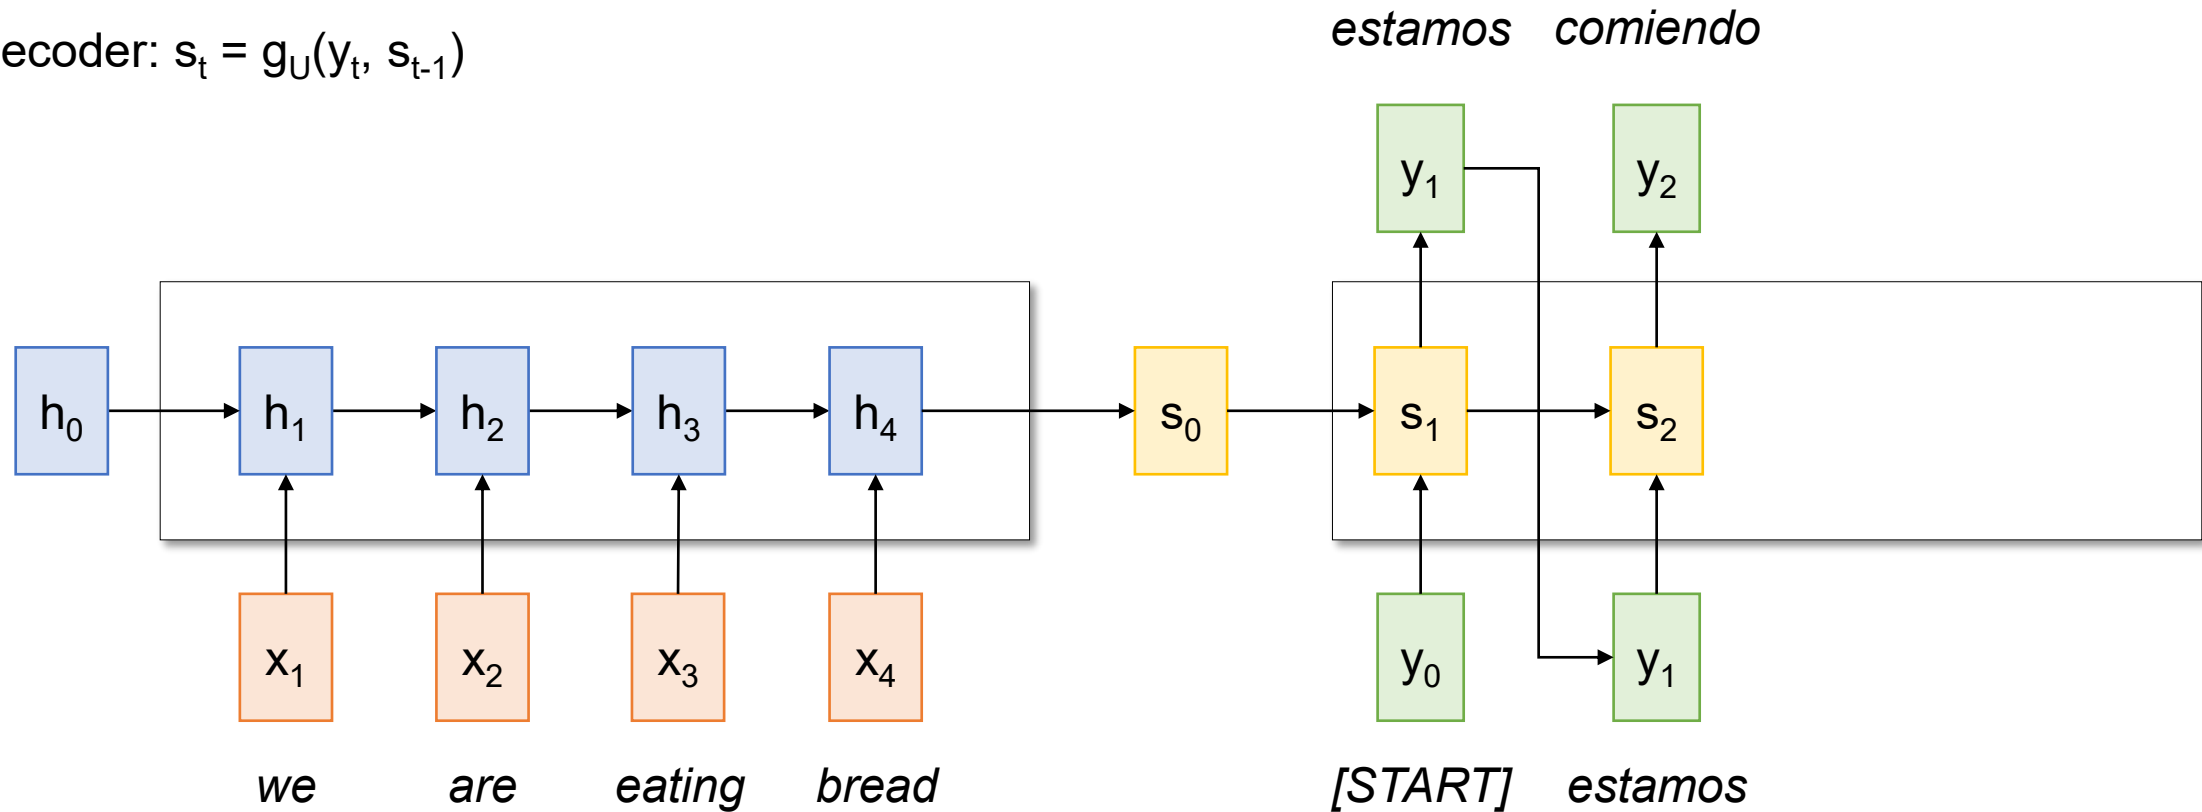 estamos comiendo
ecoder: sₜ = g_U(yₜ, sₜ₋₁)
y₁ y₂
h₀ h₁ h₂ h₃ h₄ s₀ s₁ s₂
x₁ x₂ x₃ x₄ y₀ y₁
we are eating bread [START] estamos